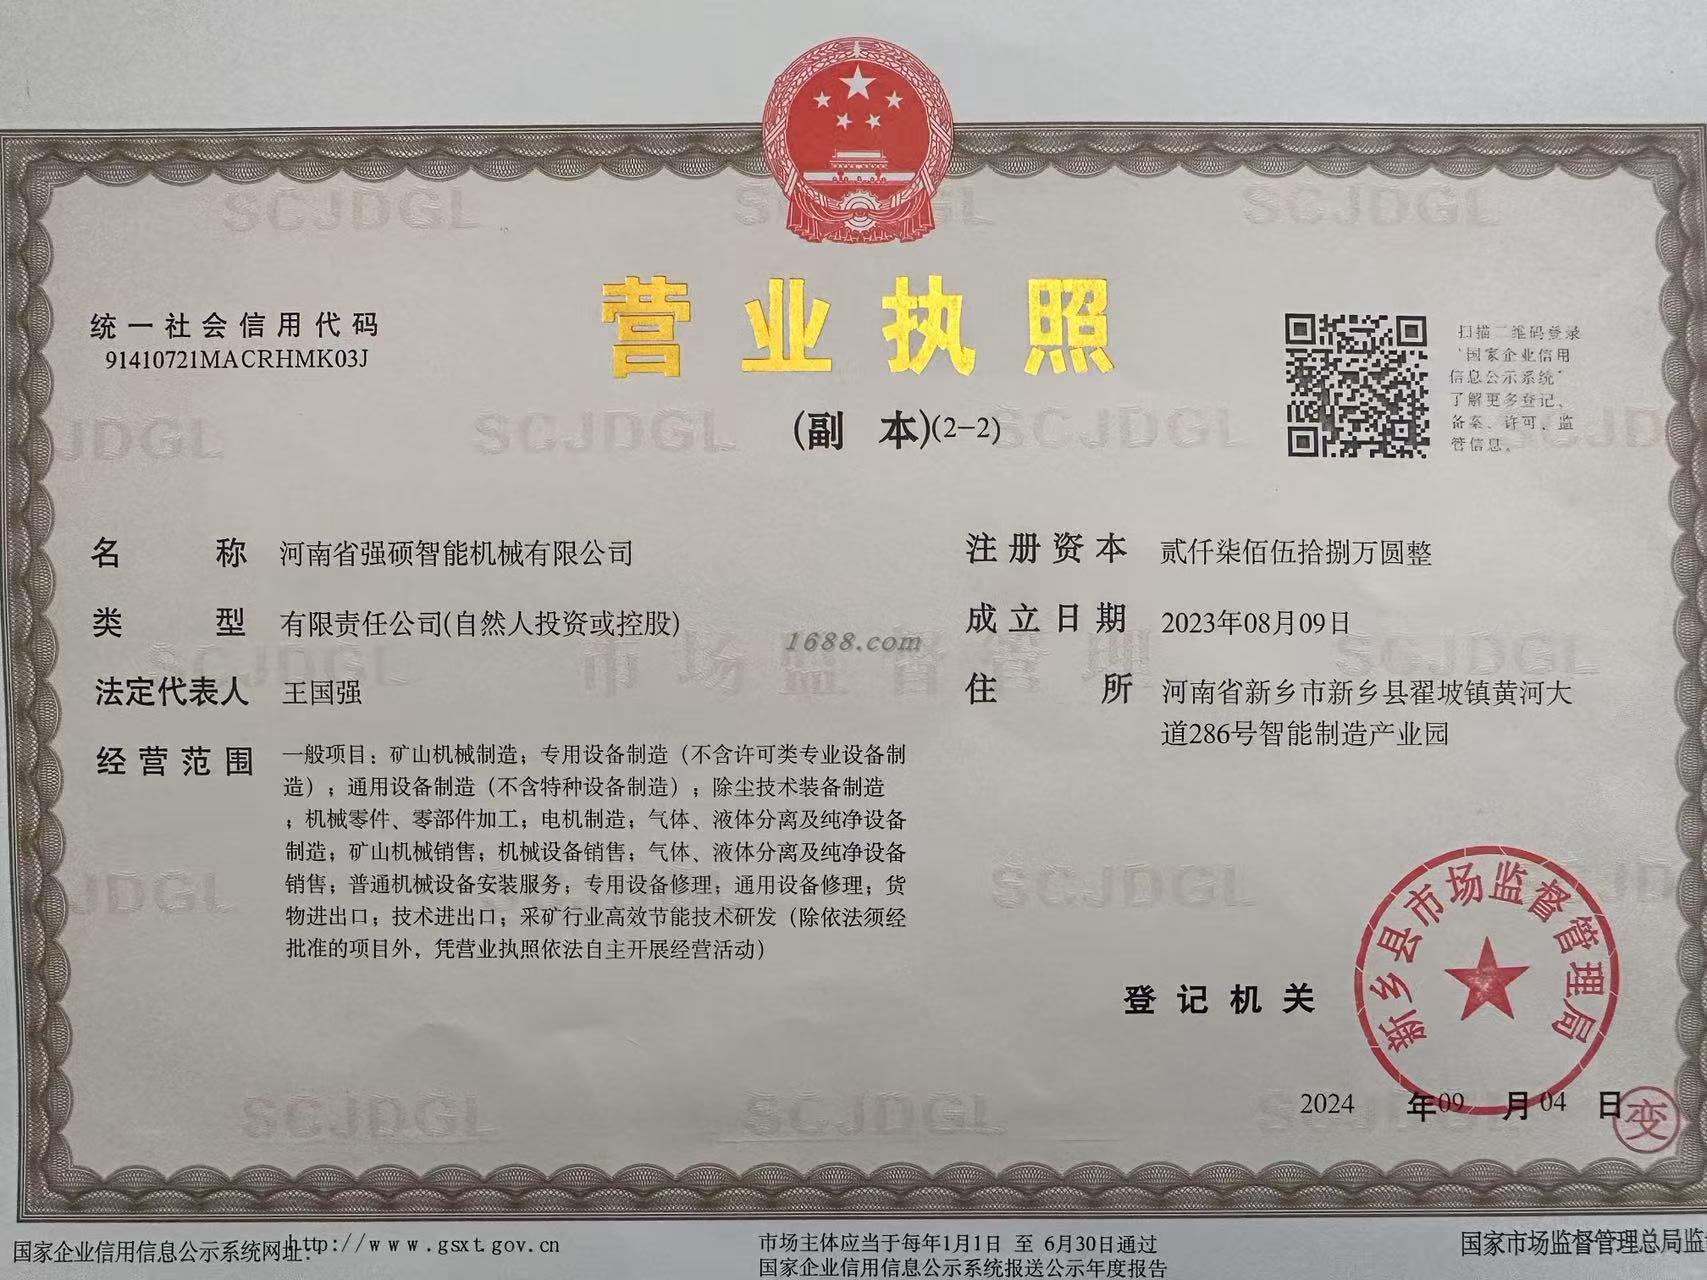 SCJDGL
SCJDGL
营业执照
(副 本)(2-2)
统一社会信用代码
91410721MACRHMK03J
扫描二维码登录
"国家企业信用
信息公示系统"
了解更多登记、
备案、许可、监
管信息。
JDGL
SCJDGL
SCJDGL
名称 河南省强硕智能机械有限公司
类型 有限责任公司(自然人投资或控股)
法定代表人 王国强
经营范围 一般项目：矿山机械制造；专用设备制造（不含许可类专业设备制
造）；通用设备制造（不含特种设备制造）；除尘技术装备制造
；机械零件、零部件加工；电机制造；气体、液体分离及纯净设备
制造；矿山机械销售；机械设备销售；气体、液体分离及纯净设备
销售；普通机械设备安装服务；专用设备修理；通用设备修理；货
物进出口；技术进出口；采矿行业高效节能技术研发（除依法须经
批准的项目外，凭营业执照依法自主开展经营活动）
注册资本 贰仟柒佰伍拾捌万圆整
成立日期 2023年08月09日
住所 河南省新乡市新乡县翟坡镇黄河大
道286号智能制造产业园
1688.com
市场监督管理
SCJDGL
SCJDGL
JDGL
SCJDGL
登记机关
新乡县市场监督管理局
2024年09月04日
变
SCJDGL
SCJDGL
国家企业信用信息公示系统网址：http://www.gsxt.gov.cn
市场主体应当于每年1月1日 至 6月30日通过
国家企业信用信息公示系统报送公示年度报告
国家市场监督管理总局监